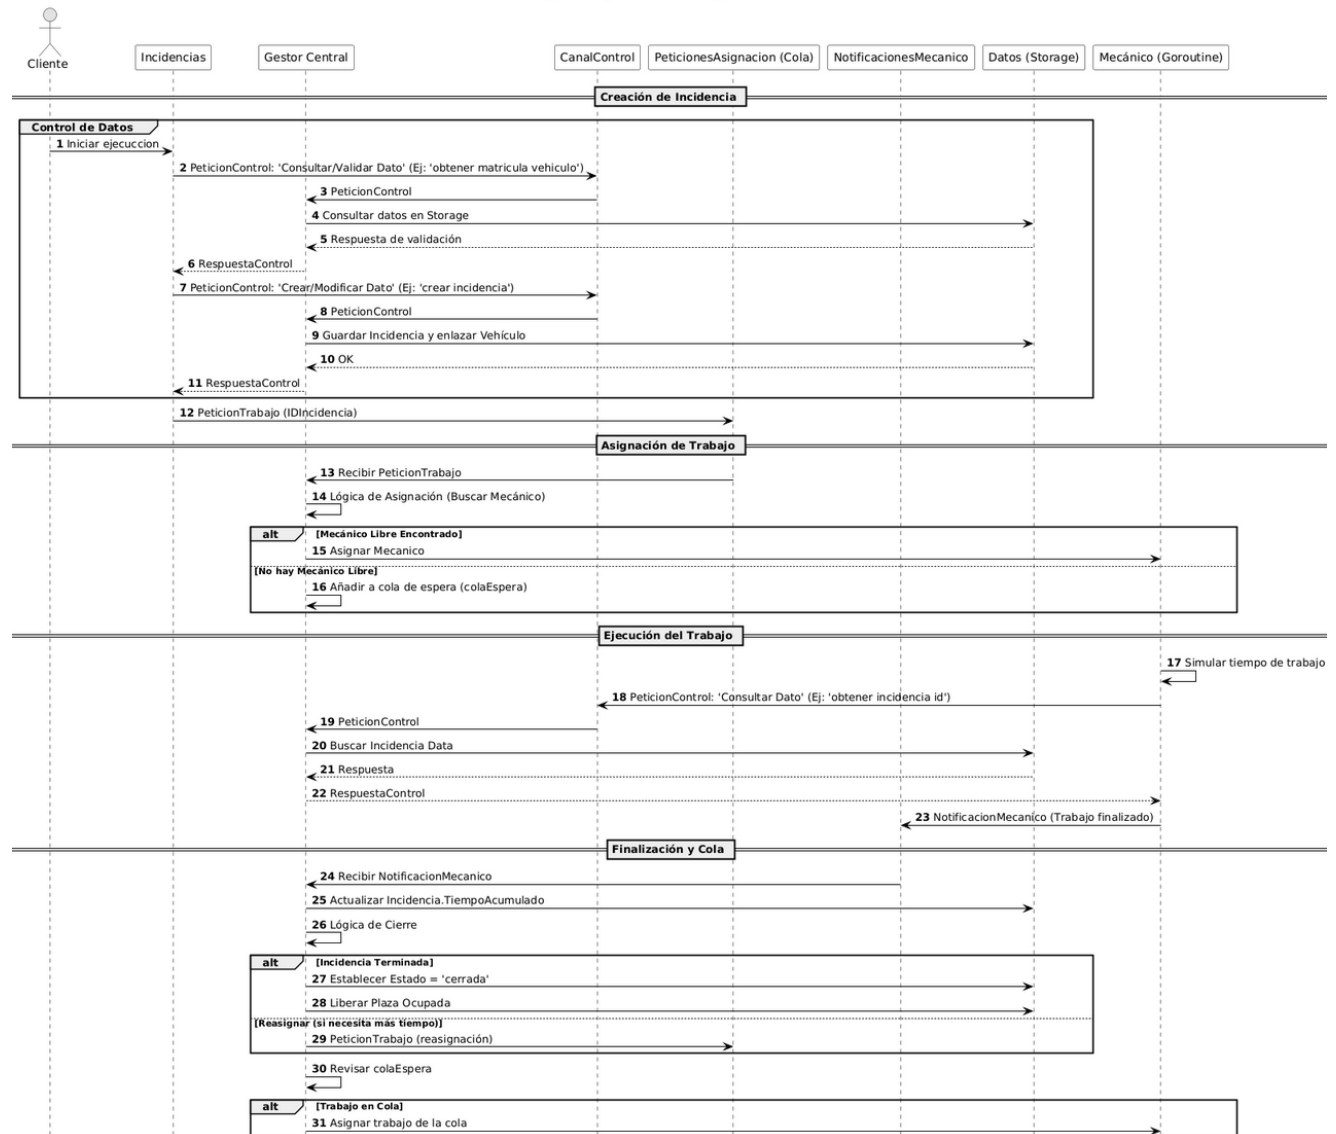 Cliente
Incidencias
Gestor Central
CanalControl
PeticionesAsignacion (Cola)
NotificacionesMecanico
Datos (Storage)
Mecánico (Goroutine)
Creación de Incidencia
Control de Datos
1 Iniciar ejecuccion
2 PeticionControl: 'Consultar/Validar Dato' (Ej: 'obtener matricula vehiculo')
3 PeticionControl
4 Consultar datos en Storage
5 Respuesta de validación
6 RespuestaControl
7 PeticionControl: 'Crear/Modificar Dato' (Ej: 'crear incidencia')
8 PeticionControl
9 Guardar Incidencia y enlazar Vehículo
10 OK
11 RespuestaControl
12 PeticionTrabajo (IDIncidencia)
Asignación de Trabajo
13 Recibir PeticionTrabajo
14 Lógica de Asignación (Buscar Mecánico)
alt [Mecánico Libre Encontrado]
15 Asignar Mecanico
[No hay Mecánico Libre]
16 Añadir a cola de espera (colaEspera)
Ejecución del Trabajo
17 Simular tiempo de trabajo
18 PeticionControl: 'Consultar Dato' (Ej: 'obtener incidencia id')
19 PeticionControl
20 Buscar Incidencia Data
21 Respuesta
22 RespuestaControl
23 NotificacionMecanico (Trabajo finalizado)
Finalización y Cola
24 Recibir NotificacionMecanico
25 Actualizar Incidencia.TiempoAcumulado
26 Lógica de Cierre
alt [Incidencia Terminada]
27 Establecer Estado = 'cerrada'
28 Liberar Plaza Ocupada
[Reasignar (si necesita más tiempo)]
29 PeticionTrabajo (reasignación)
30 Revisar colaEspera
alt [Trabajo en Cola]
31 Asignar trabajo de la cola